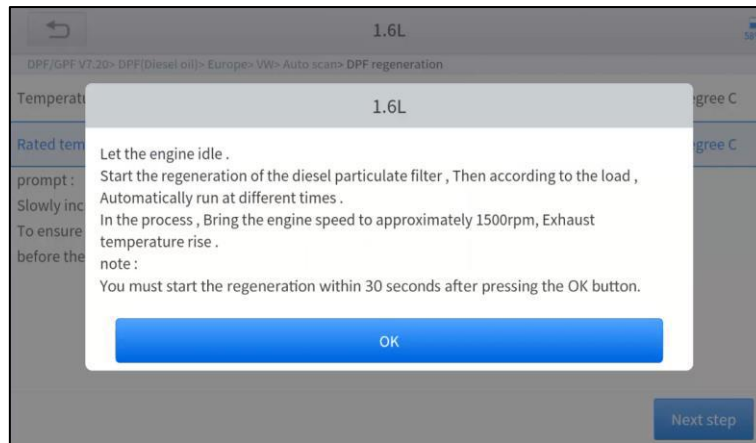 1.6L
58%
DPF/GPF V7.20> DPF(Diesel oil)> Europe> VW> Auto scan> DPF regeneration
egree C
1.6L
Rated tem
egree C
Let the engine idle .
Start the regeneration of the diesel particulate filter , Then according to the load ,
Automatically run at different times .
In the process , Bring the engine speed to approximately 1500rpm, Exhaust
temperature rise .
note :
You must start the regeneration within 30 seconds after pressing the OK button.
prompt :
Slowly inc
To ensure
before the
OK
Next step